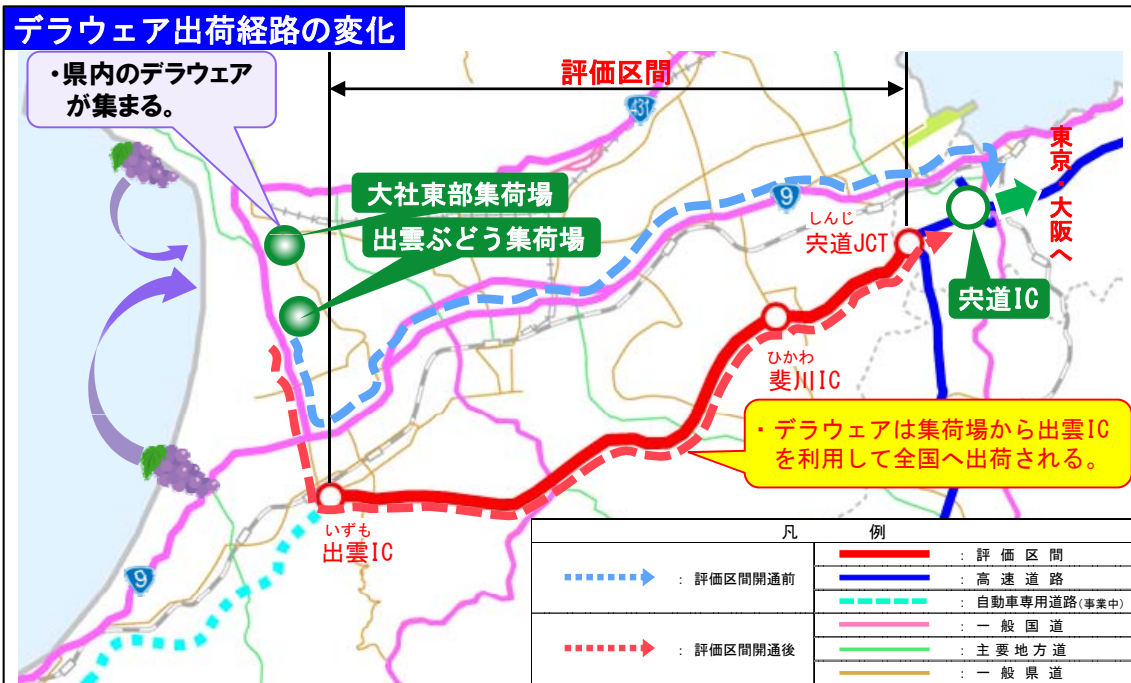 デラウェア出荷経路の変化
・県内のデラウェア
が集まる。
評価区間
431
大社東部集荷場
出雲ぶどう集荷場
9
しんじ
宍道JCT
東京・大阪へ
宍道IC
ひかわ
斐川IC
・デラウェアは集荷場から出雲IC
を利用して全国へ出荷される。
いずも
出雲IC
9
凡 例
：評価区間開通前
：評価区間開通後
：評価区間
：高速道路
：自動車専用道路(事業中)
：一般国道
：主要地方道
：一般県道